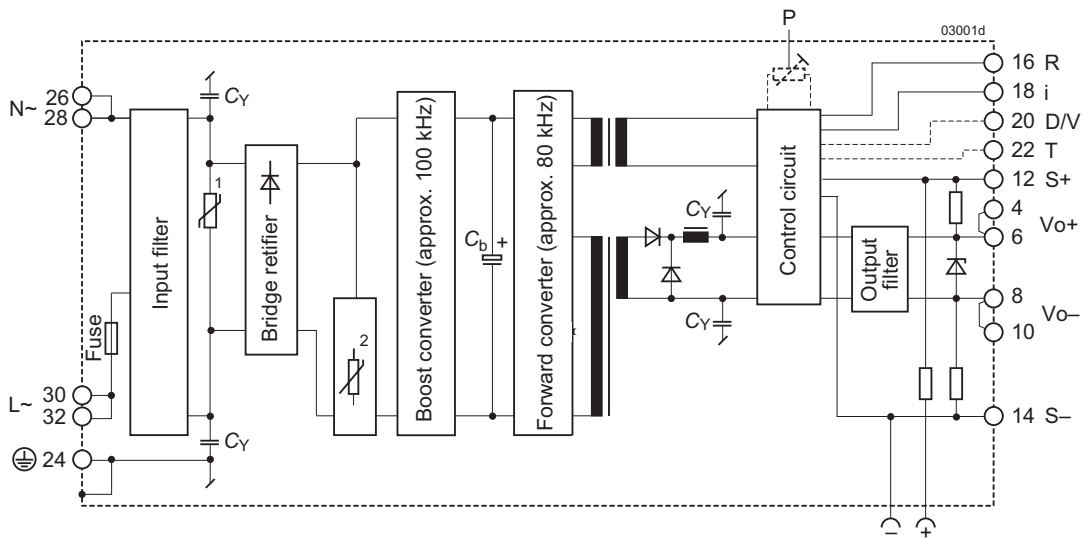 P
03001d
N~
26
28
CY
Input filter
1
Bridge retifier
2
Boost converter (approx. 100 kHz)
Cb
+
Forward converter (approx. 80 kHz)
CY
CY
Control circuit
Output
filter
16 R
18 i
20 D/V
22 T
12 S+
4
Vo+
6
8
Vo–
10
14 S–
Fuse
L~
30
32
24
CY
–
+